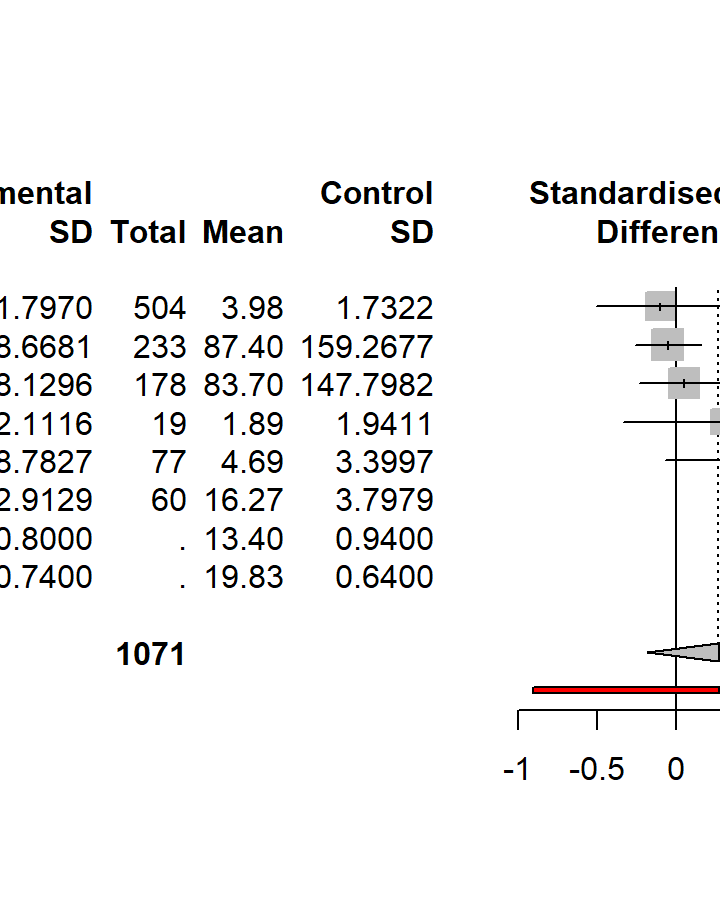 mental Control Standardised
SD Total Mean SD Differen
1.7970 504 3.98 1.7322
8.6681 233 87.40 159.2677
8.1296 178 83.70 147.7982
2.1116 19 1.89 1.9411
8.7827 77 4.69 3.3997
2.9129 60 16.27 3.7979
0.8000 . 13.40 0.9400
0.7400 . 19.83 0.6400
1071
-1 -0.5 0